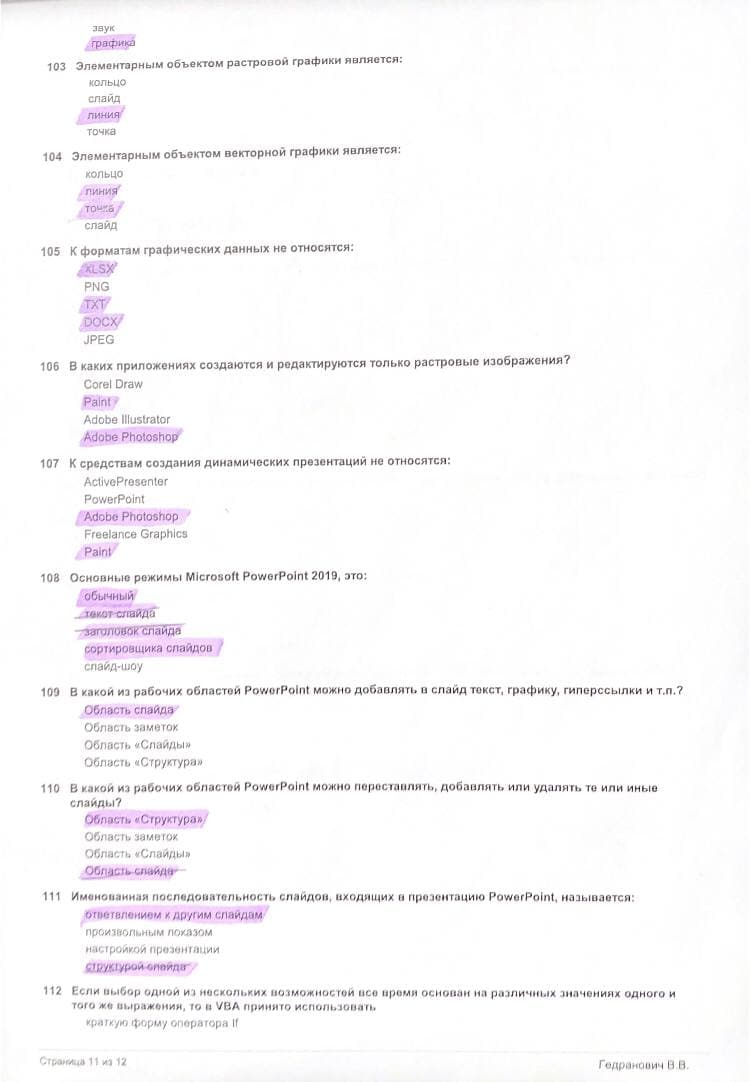 звук
графика
103 Элементарным объектом растровой графики является:
кольцо
слайд
линия
точка
104 Элементарным объектом векторной графики является:
кольцо
линия
точка
слайд
105 К форматам графических данных не относятся:
XLSX
PNG
TXT
DOCX
JPEG
106 В каких приложениях создаются и редактируются только растровые изображения?
Corel Draw
Paint
Adobe Illustrator
Adobe Photoshop
107 К средствам создания динамических презентаций не относятся:
ActivePresenter
PowerPoint
Adobe Photoshop
Freelance Graphics
Paint
108 Основные режимы Microsoft PowerPoint 2019, это:
обычный
текст слайда
заголовок слайда
сортировщика слайдов
слайд-шоу
109 В какой из рабочих областей PowerPoint можно добавлять в слайд текст, графику, гиперссылки и т.п.?
Область слайда
Область заметок
Область «Слайды»
Область «Структура»
110 В какой из рабочих областей PowerPoint можно переставлять, добавлять или удалять те или иные
слайды?
Область «Структура»
Область заметок
Область «Слайды»
Область слайда
111 Именованная последовательность слайдов, входящих в презентацию PowerPoint, называется:
ответвлением к другим слайдам
произвольным показом
настройкой презентации
структурой слайда
112 Если выбор одной из нескольких возможностей все время основан на различных значениях одного и
того же выражения, то в VBA принято использовать
краткую форму оператора If
Страница 11 из 12
Гедранович В.В.